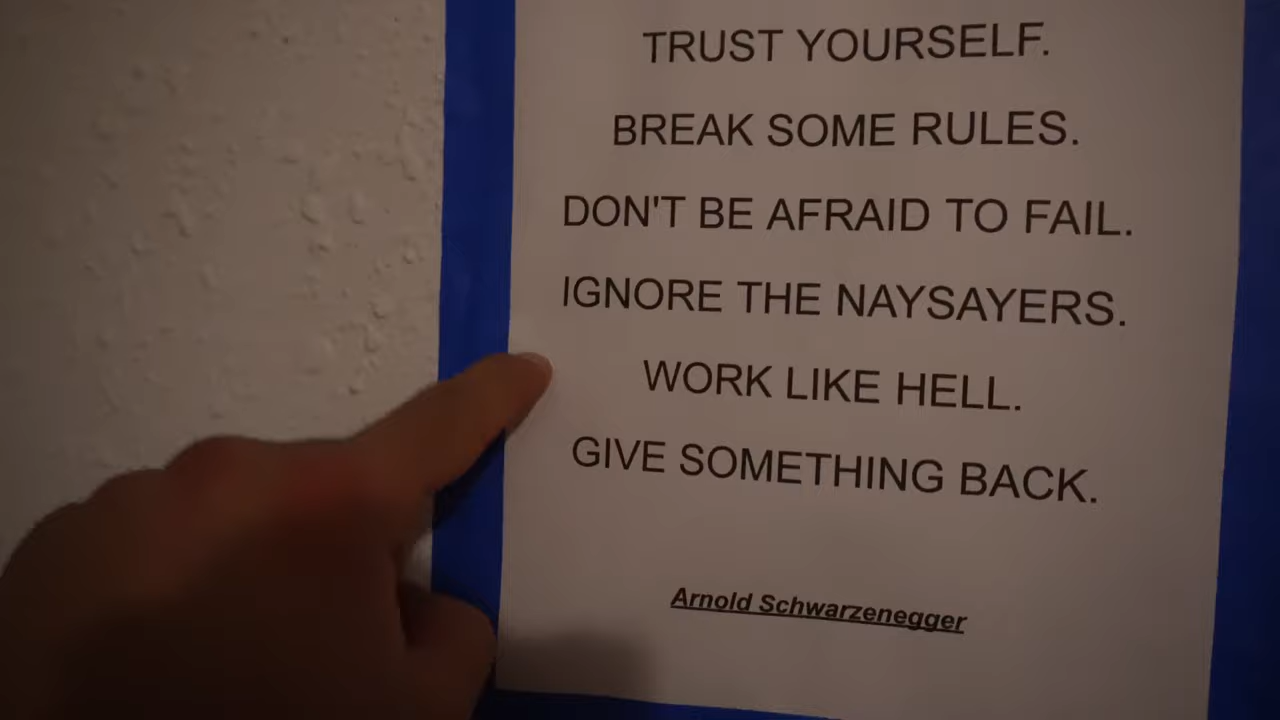 TRUST YOURSELF.
BREAK SOME RULES.
DON'T BE AFRAID TO FAIL.
IGNORE THE NAYSAYERS.
WORK LIKE HELL.
GIVE SOMETHING BACK.
Arnold Schwarzenegger